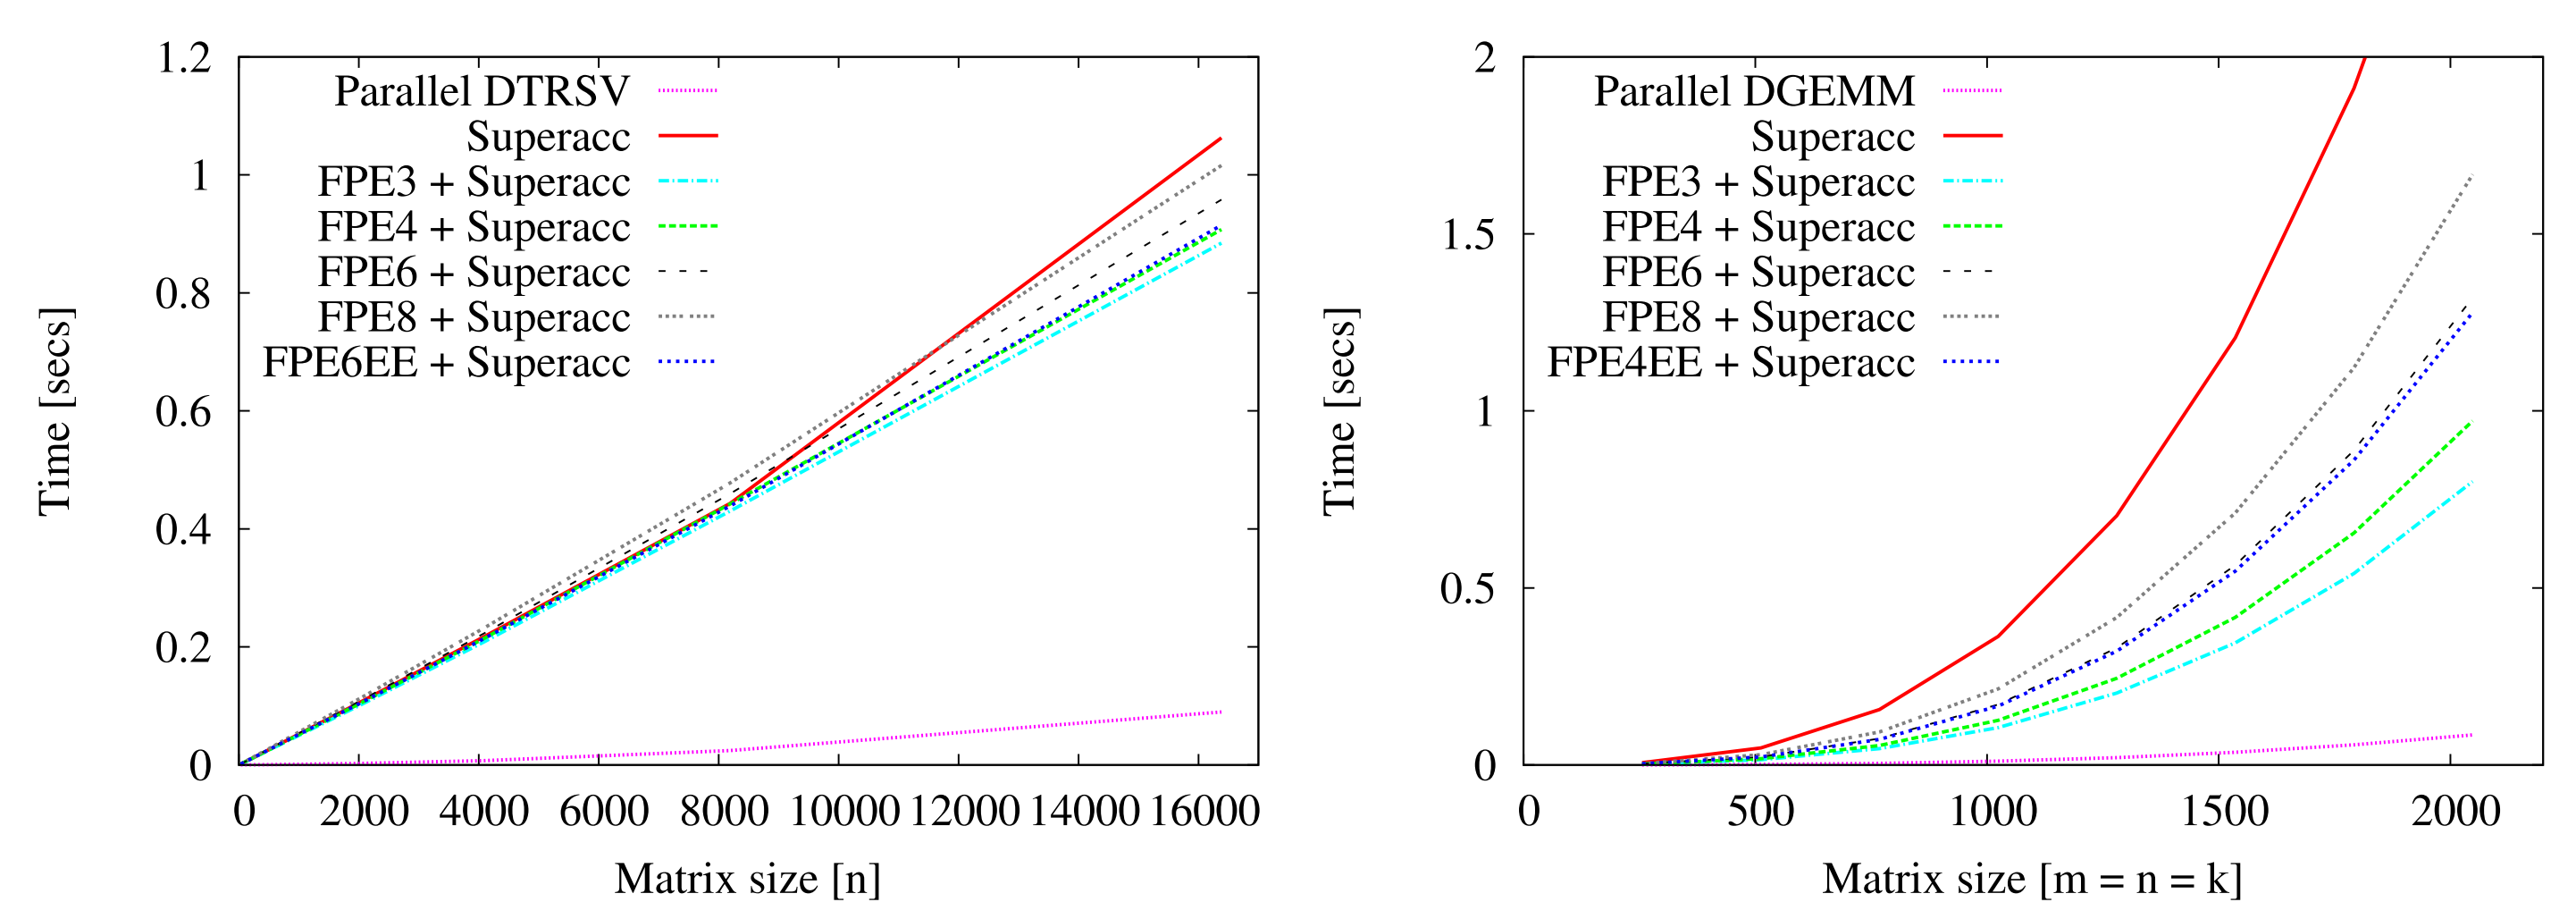 Time [secs]
1.2
1
0.8
0.6
0.4
0.2
0
Parallel DTRSV
Superacc
FPE3 + Superacc
FPE4 + Superacc
FPE6 + Superacc
FPE8 + Superacc
FPE6EE + Superacc
0 2000 4000 6000 8000 10000 12000 14000 16000
Matrix size [n]
Time [secs]
2
1.5
1
0.5
0
Parallel DGEMM
Superacc
FPE3 + Superacc
FPE4 + Superacc
FPE6 + Superacc
FPE8 + Superacc
FPE4EE + Superacc
0 500 1000 1500 2000
Matrix size [m = n = k]